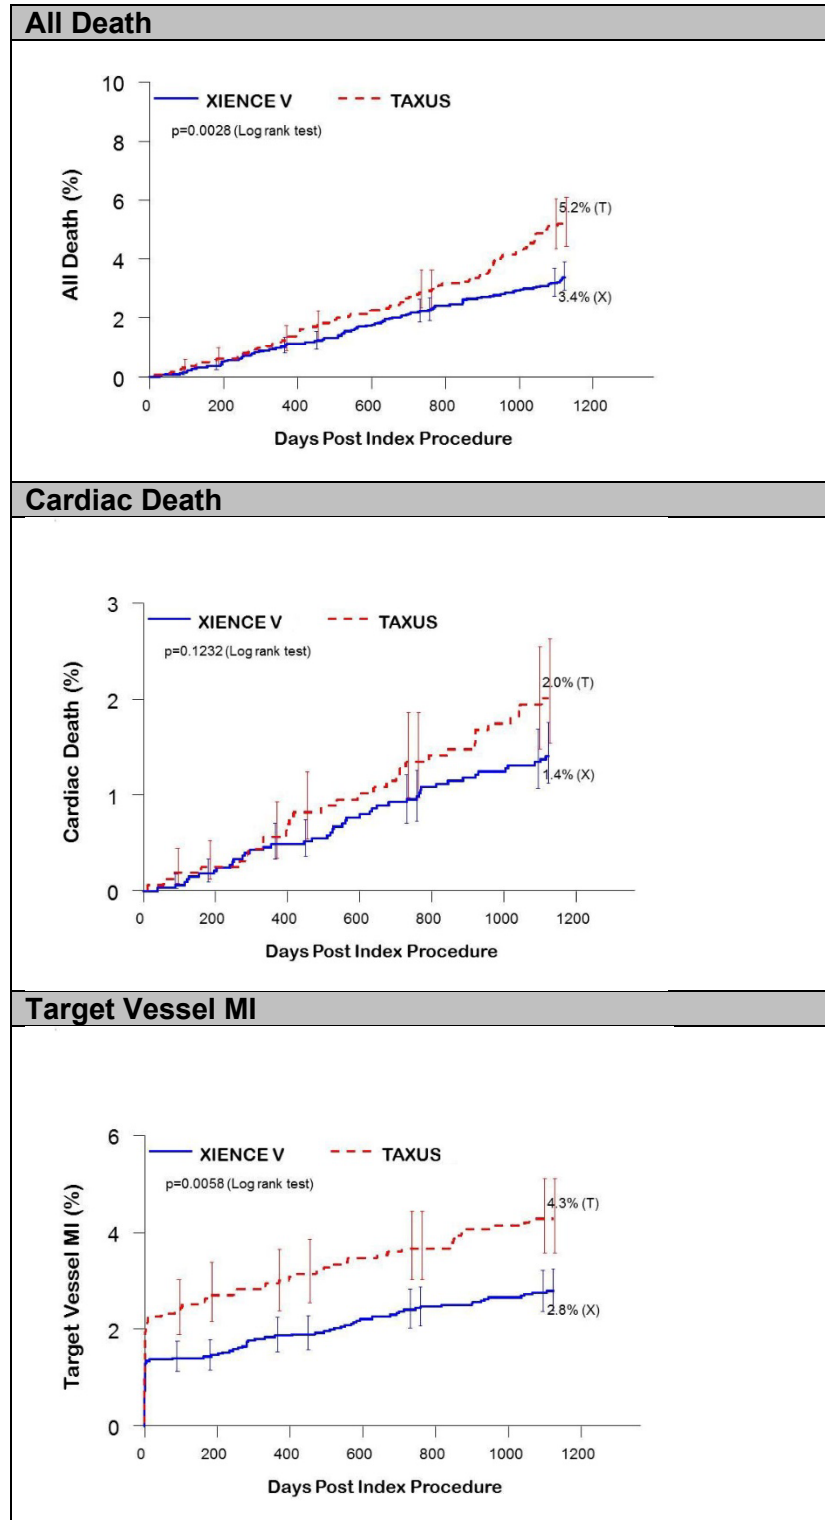 All Death
10
XIENCE V TAXUS
p=0.0028 (Log rank test)
8
6
5.2% (T)
All Death (%)
4
3.4% (X)
2
0
0 200 400 600 800 1000 1200
Days Post Index Procedure
Cardiac Death
3
XIENCE V TAXUS
p=0.1232 (Log rank test)
2
2.0% (T)
Cardiac Death (%)
1
1.4% (X)
0
0 200 400 600 800 1000 1200
Days Post Index Procedure
Target Vessel MI
6
XIENCE V TAXUS
p=0.0058 (Log rank test)
4
4.3% (T)
Target Vessel MI (%)
2
2.8% (X)
0
0 200 400 600 800 1000 1200
Days Post Index Procedure